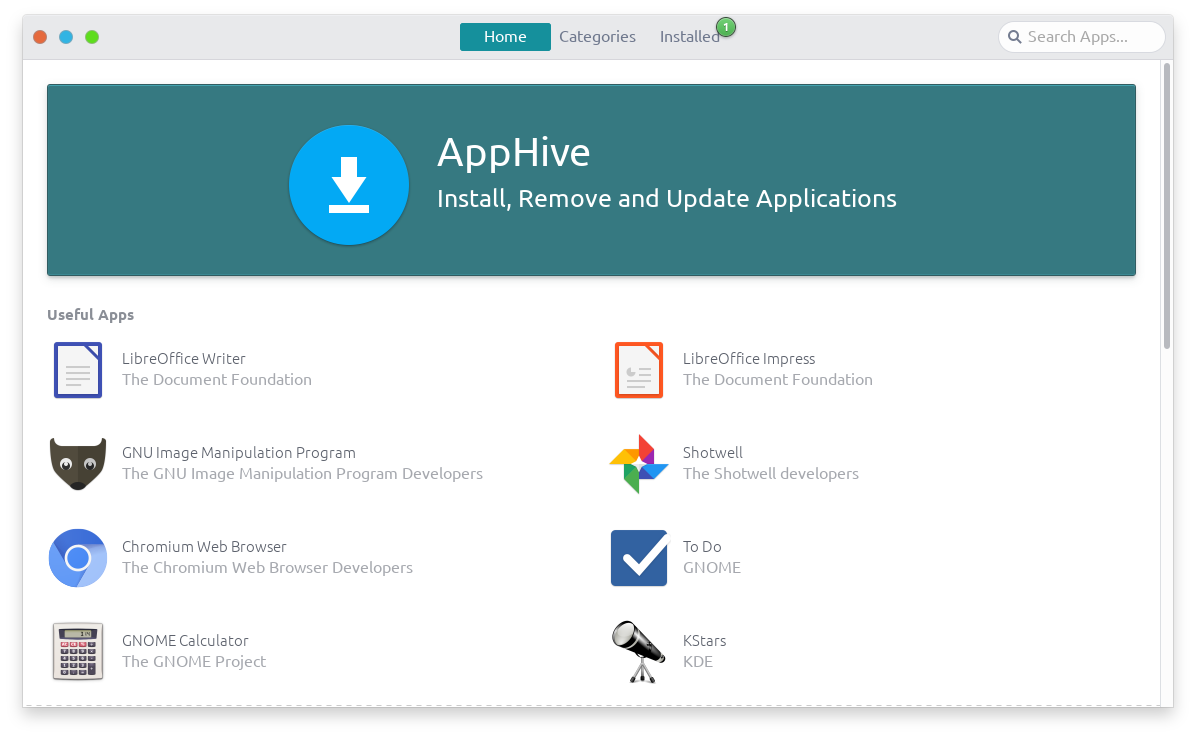 Home Categories Installed 1 Search Apps...
AppHive
Install, Remove and Update Applications
Useful Apps
LibreOffice Writer
The Document Foundation
LibreOffice Impress
The Document Foundation
GNU Image Manipulation Program
The GNU Image Manipulation Program Developers
Shotwell
The Shotwell developers
Chromium Web Browser
The Chromium Web Browser Developers
To Do
GNOME
GNOME Calculator
The GNOME Project
KStars
KDE